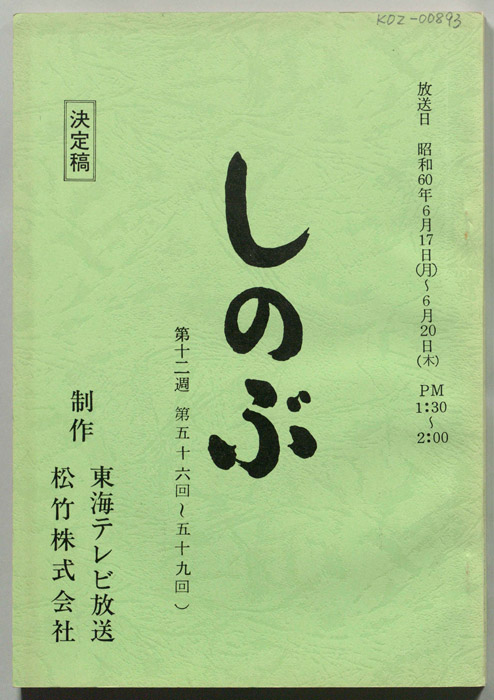 KOZ-00893
放送日 昭和60年6月17日(月)〜6月20日(木) PM 1:30〜2:00
しのぶ
第十二週 第五十六回〜五十九回)
決定稿
制作
東海テレビ放送
松竹株式会社